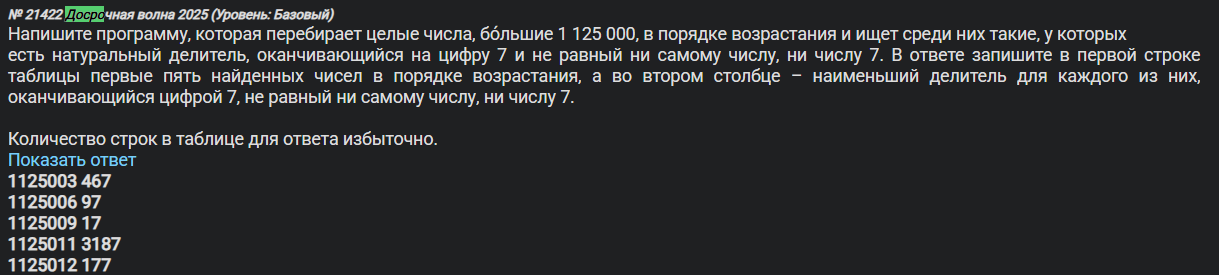 № 21422 Досрочная волна 2025 (Уровень: Базовый)
Напишите программу, которая перебирает целые числа, бо́льшие 1 125 000, в порядке возрастания и ищет среди них такие, у которых
есть натуральный делитель, оканчивающийся на цифру 7 и не равный ни самому числу, ни числу 7. В ответе запишите в первой строке
таблицы первые пять найденных чисел в порядке возрастания, а во втором столбце – наименьший делитель для каждого из них,
оканчивающийся цифрой 7, не равный ни самому числу, ни числу 7.
Количество строк в таблице для ответа избыточно.
Показать ответ
1125003 467
1125006 97
1125009 17
1125011 3187
1125012 177